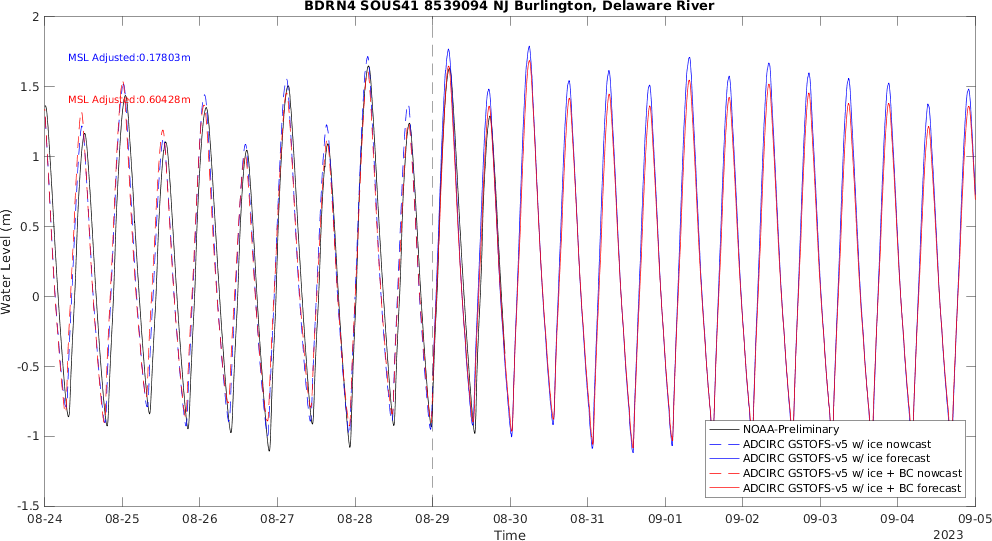 BDRN4 SOUS41 8539094 NJ Burlington, Delaware River
2
1.5
1
0.5
0
-0.5
-1
-1.5
Water Level (m)
MSL Adjusted:0.17803m
MSL Adjusted:0.60428m
NOAA-Preliminary
ADCIRC GSTOFS-v5 w/ ice nowcast
ADCIRC GSTOFS-v5 w/ ice forecast
ADCIRC GSTOFS-v5 w/ ice + BC nowcast
ADCIRC GSTOFS-v5 w/ ice + BC forecast
08-24 08-25 08-26 08-27 08-28 08-29 08-30 08-31 09-01 09-02 09-03 09-04 09-05
Time
2023